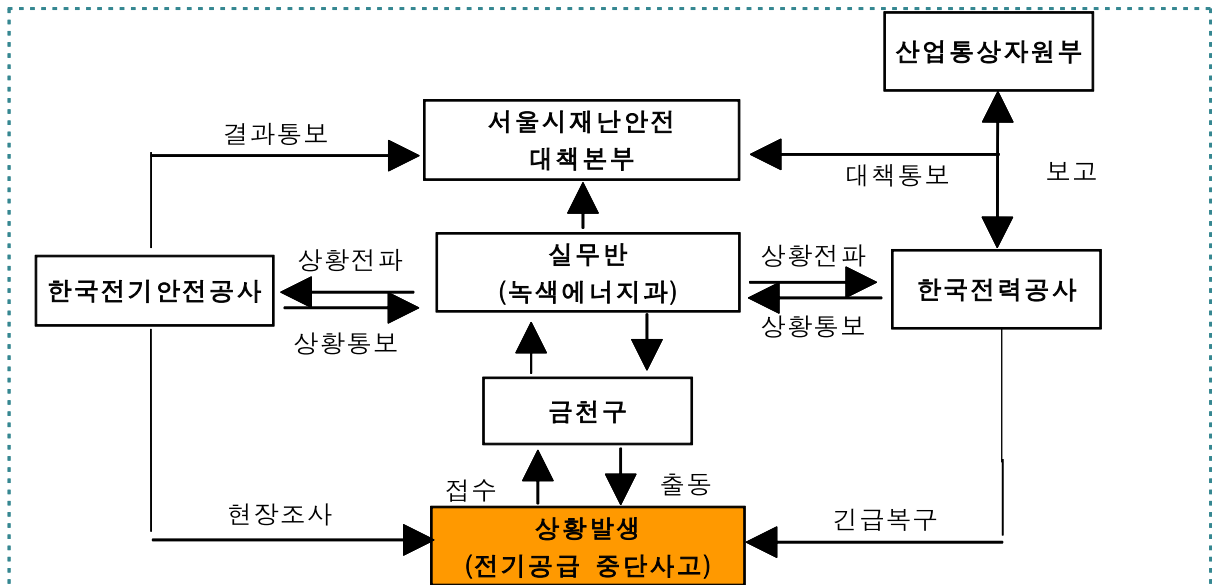 산업통상자원부
서울시재난안전
대책본부
결과통보
대책통보
보고
실무반
(녹색에너지과)
상황전파
상황전파
한국전기안전공사
한국전력공사
상황통보
상황통보
금천구
접수
출동
현장조사
긴급복구
상황발생
(전기공급 중단사고)